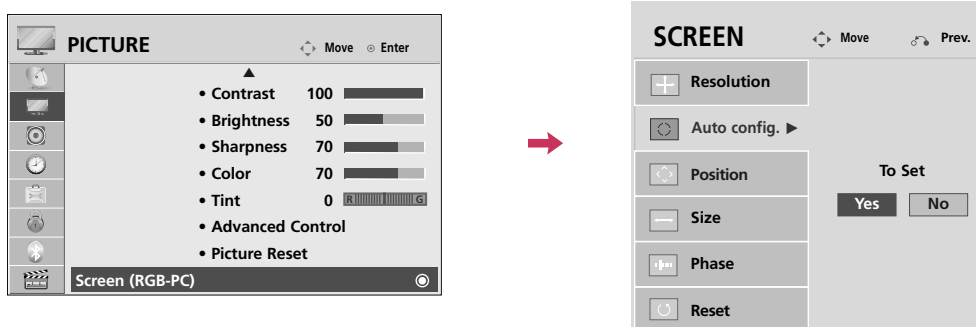 PICTURE
Move
Enter
• Contrast 100
• Brightness 50
• Sharpness 70
• Color 70
• Tint 0 R G
• Advanced Control
• Picture Reset
Screen (RGB-PC)
SCREEN
Move
Prev.
Resolution
Auto config. ►
Position
Size
Phase
Reset
To Set
Yes No